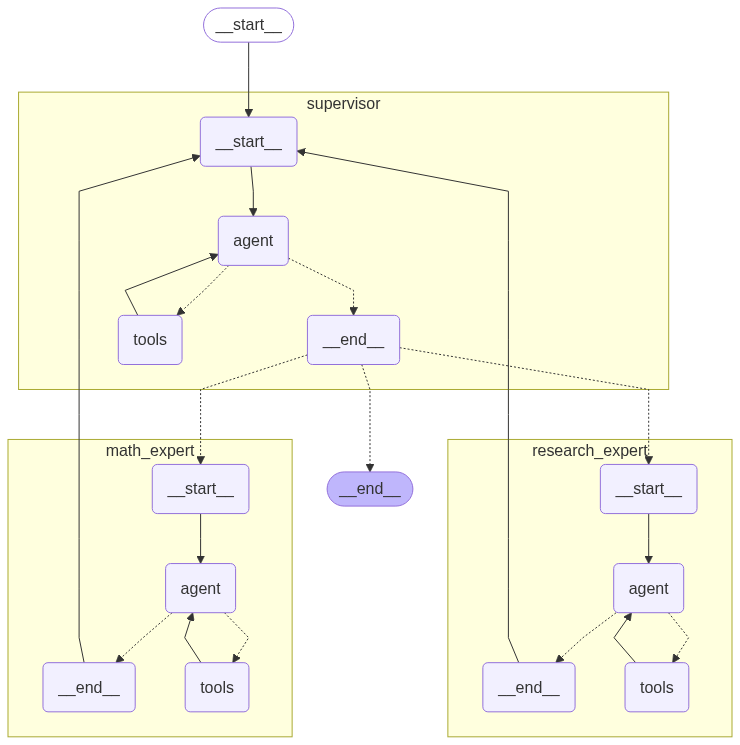 __start__
supervisor
__start__
agent
tools
__end__
math_expert
research_expert
__start__
__end__
__start__
agent
agent
__end__
tools
__end__
tools